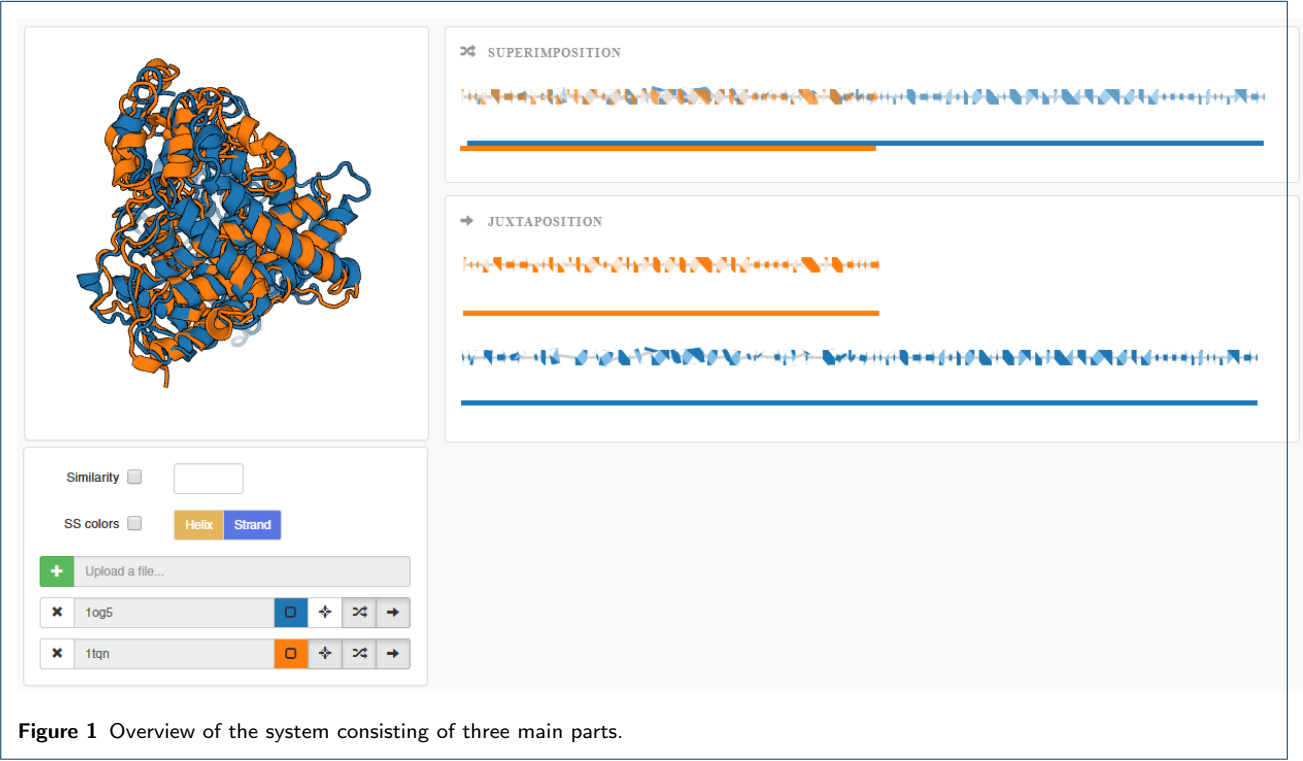 SUPERIMPOSITION
JUXTAPOSITION
Similarity
SS colors Helix Strand
Upload a file...
1og5
1tqn
Figure 1 Overview of the system consisting of three main parts.